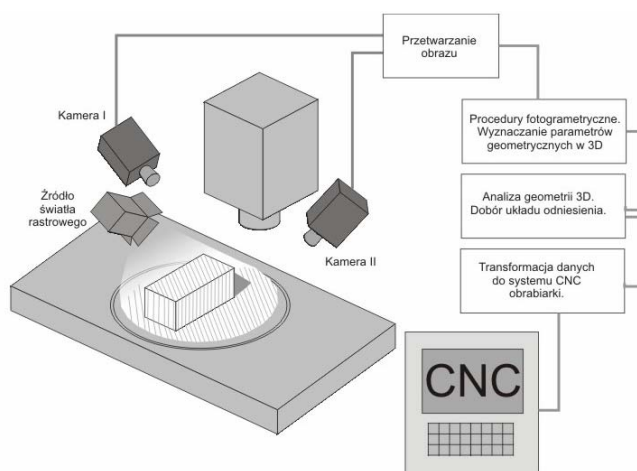 Przetwarzanie
obrazu
Kamera I
Procedury fotogrametryczne.
Wyznaczanie parametrów
geometrycznych w 3D
Źródło
światła
rastrowego
Analiza geometrii 3D.
Dobór układu odniesienia.
Kamera II
Transformacja danych
do systemu CNC
obrabiarki.
CNC